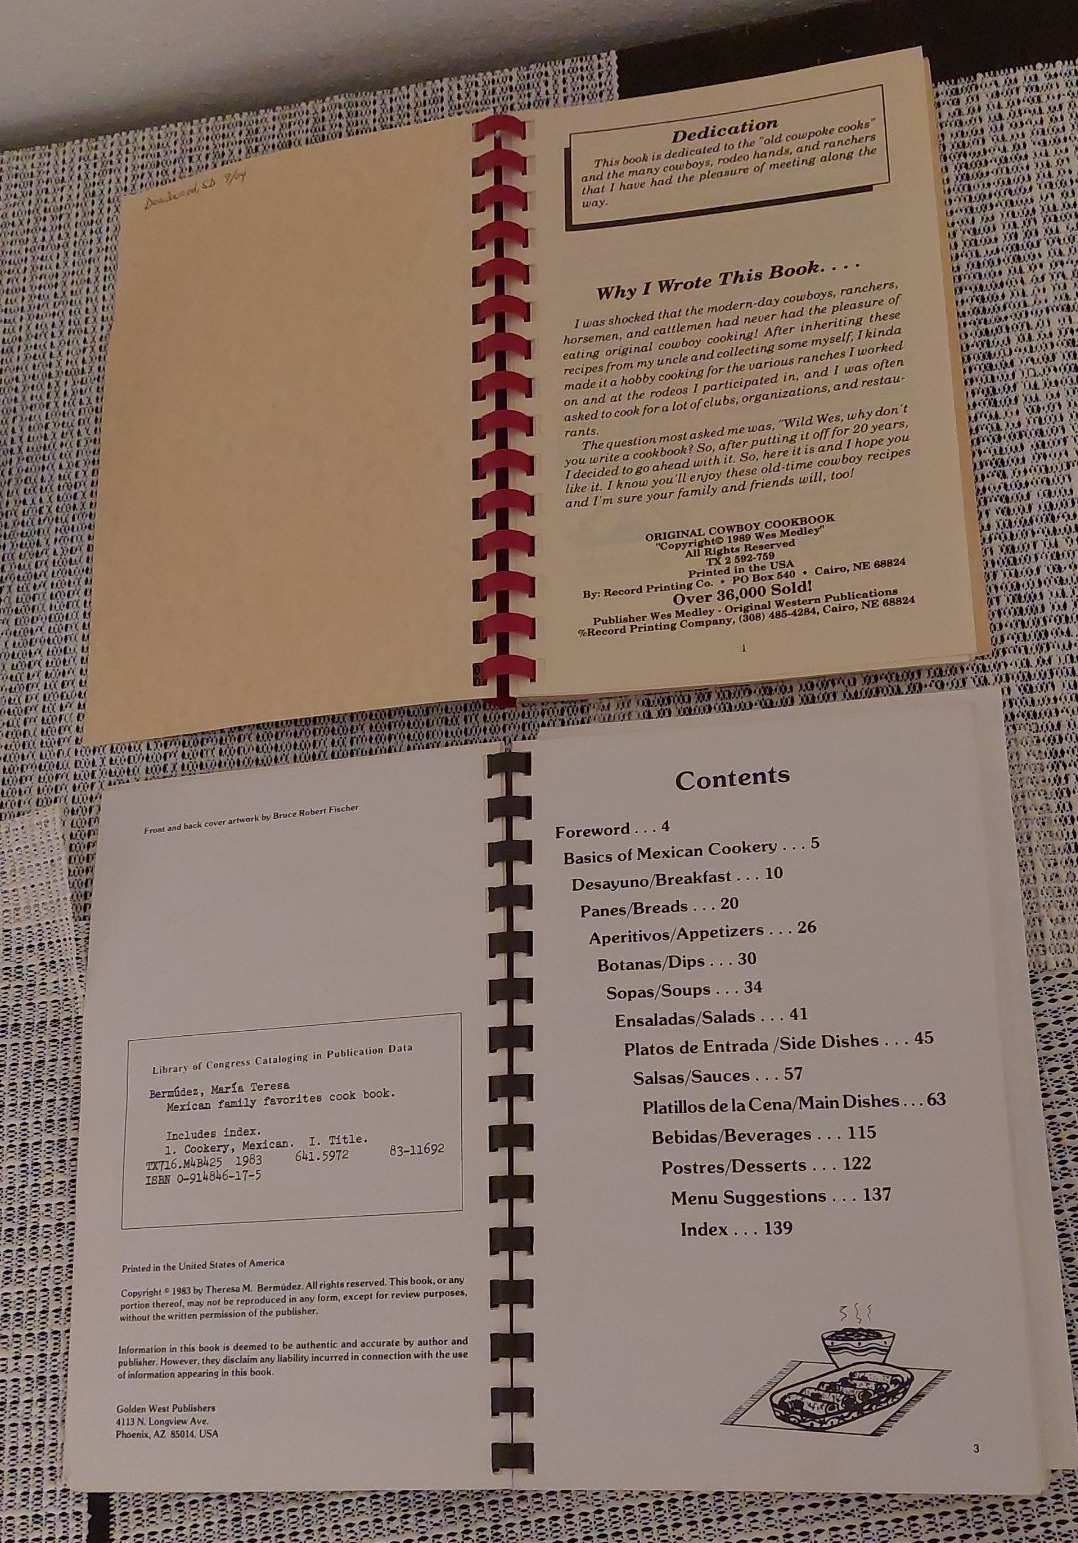 Deadwood, SD 9/04
Dedication
This book is dedicated to the "old cowpoke cooks"
and the many cowboys, rodeo hands, and ranchers
that I have had the pleasure of meeting along the
way.
Why I Wrote This Book. . . .
I was shocked that the modern-day cowboys, ranchers,
horsemen, and cattlemen had never had the pleasure of
eating original cowboy cooking! After inheriting these
recipes from my uncle and collecting some myself, I kinda
made it a hobby cooking for the various ranches I worked
on and at the rodeos I participated in, and I was often
asked to cook for a lot of clubs, organizations, and restau-
rants.
The question most asked me was, "Wild Wes, why don't
you write a cookbook? So, after putting it off for 20 years,
I decided to go ahead with it. So, here it is and I hope you
like it. I know you'll enjoy these old-time cowboy recipes
and I'm sure your family and friends will, too!
ORIGINAL COWBOY COOKBOOK
"Copyright© 1989 Wes Medley"
All Rights Reserved
TX 2 592-759
Printed in the USA
By: Record Printing Co. • PO Box 540 • Cairo, NE 68824
Over 36,000 Sold!
Publisher Wes Medley - Original Western Publications
%Record Printing Company, (308) 485-4284, Cairo, NE 68824
1
Front and back cover artwork by Bruce Robert Fischer
Library of Congress Cataloging in Publication Data
Bermúdez, María Teresa
Mexican family favorites cook book.
Includes index.
1. Cookery, Mexican. I. Title.
TX716.M4B425 1983 641.5972 83-11692
ISBN 0-914846-17-5
Printed in the United States of America
Copyright © 1983 by Theresa M. Bermúdez. All rights reserved. This book, or any
portion thereof, may not be reproduced in any form, except for review purposes,
without the written permission of the publisher.
Information in this book is deemed to be authentic and accurate by author and
publisher. However, they disclaim any liability incurred in connection with the use
of information appearing in this book.
Golden West Publishers
4113 N. Longview Ave.
Phoenix, AZ 85014, USA
Contents
Foreword . . . 4
Basics of Mexican Cookery . . . 5
Desayuno/Breakfast . . . 10
Panes/Breads . . . 20
Aperitivos/Appetizers . . . 26
Botanas/Dips . . . 30
Sopas/Soups . . . 34
Ensaladas/Salads . . . 41
Platos de Entrada /Side Dishes . . . 45
Salsas/Sauces . . . 57
Platillos de la Cena/Main Dishes . . . 63
Bebidas/Beverages . . . 115
Postres/Desserts . . . 122
Menu Suggestions . . . 137
Index . . . 139
3